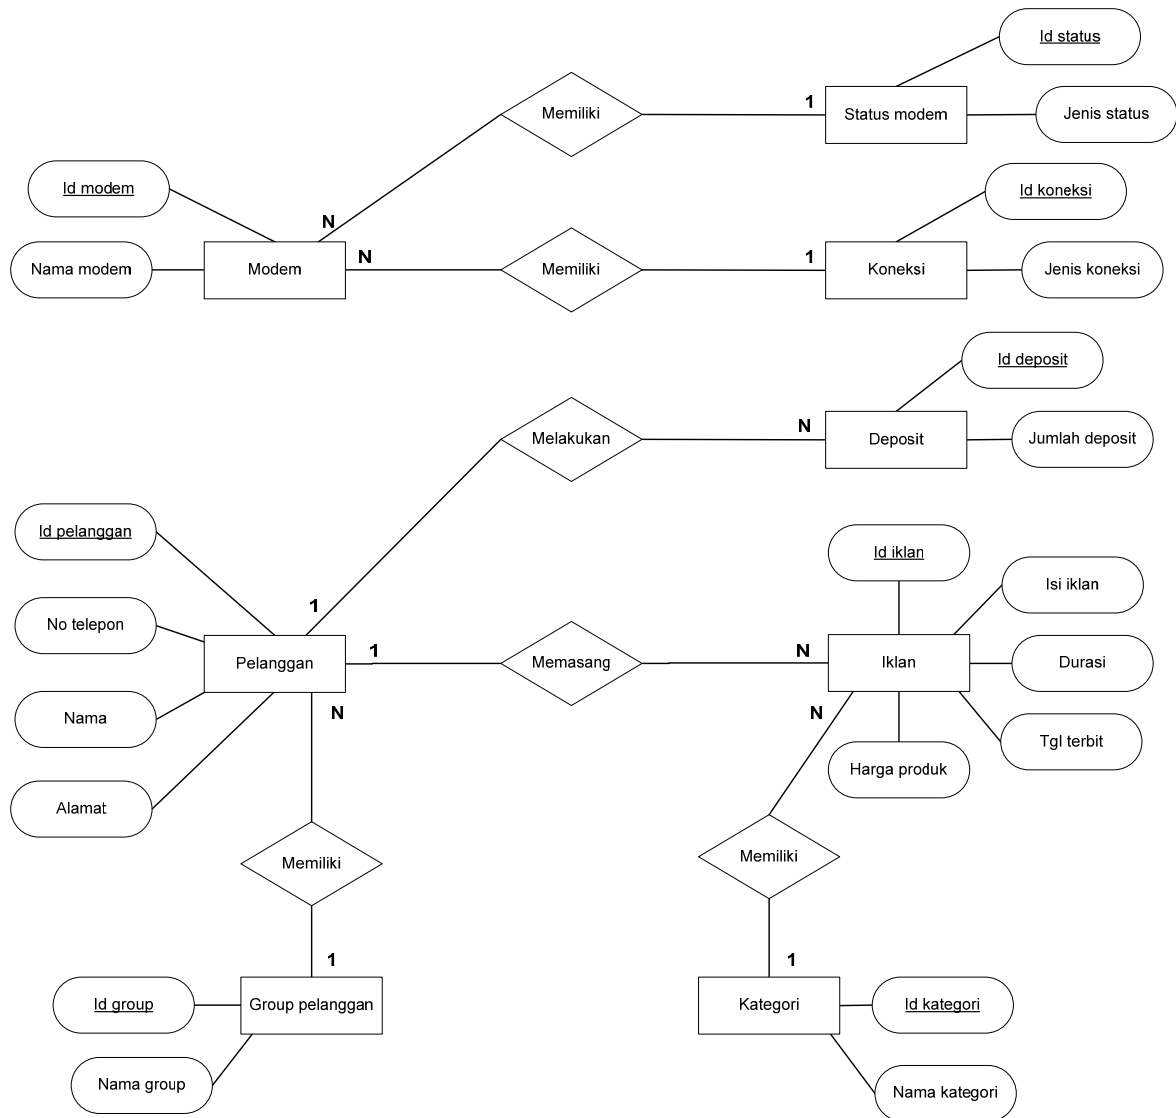 Id status
Memiliki
1
Status modem
Jenis status
Id modem
N
Id koneksi
Nama modem
Modem
N
Memiliki
1
Koneksi
Jenis koneksi
Id deposit
Melakukan
N
Deposit
Jumlah deposit
Id pelanggan
Id iklan
Isi iklan
1
No telepon
Pelanggan
1
Memasang
N
Iklan
Durasi
N
N
Nama
Tgl terbit
Harga produk
Alamat
Memiliki
Memiliki
1
1
Id group
Group pelanggan
Kategori
Id kategori
Nama group
Nama kategori